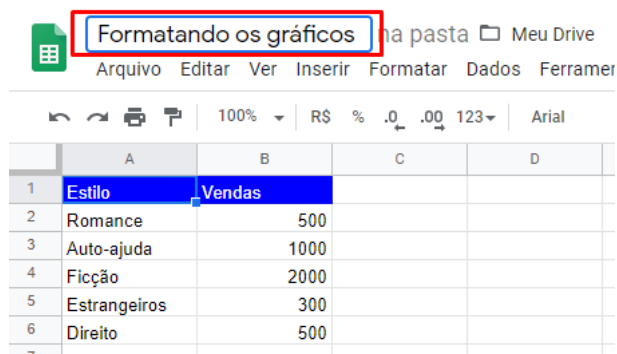 Formatando os gráficos na pasta Meu Drive
Arquivo Editar Ver Inserir Formatar Dados Ferramen
100% R$ % .0 .00 123 Arial
A B C D
1 Estilo Vendas
2 Romance 500
3 Auto-ajuda 1000
4 Ficção 2000
5 Estrangeiros 300
6 Direito 500